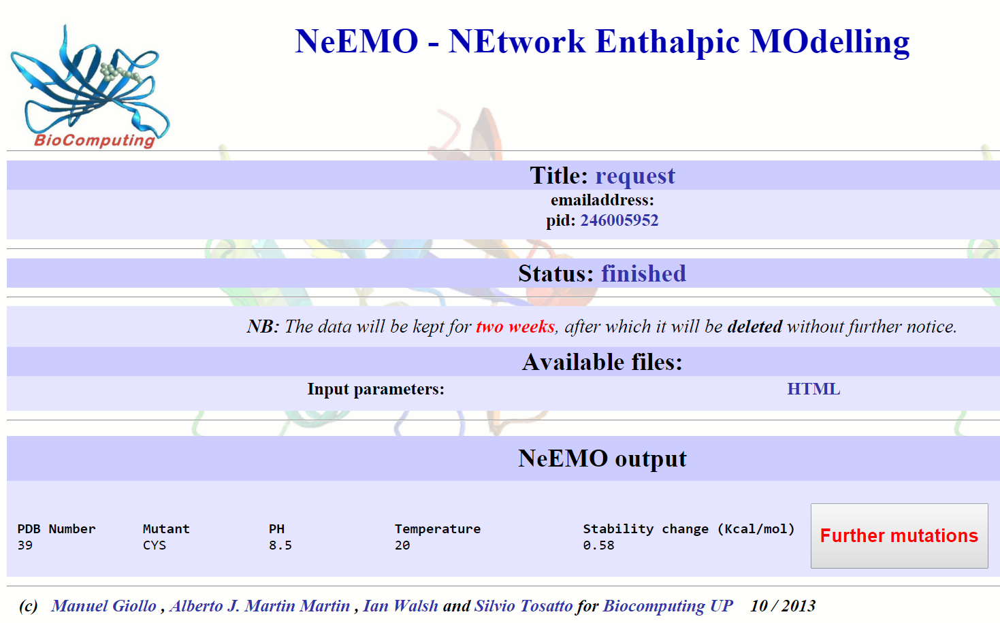 NeEMO - NEtwork Enthalpic MOdelling
BioComputing
Title: request
emailaddress:
pid: 246005952
Status: finished
NB: The data will be kept for two weeks, after which it will be deleted without further notice.
Available files:
Input parameters: HTML
NeEMO output
PDB Number Mutant PH Temperature Stability change (Kcal/mol)
39 CYS 8.5 20 0.58
Further mutations
(c) Manuel Giollo , Alberto J. Martin Martin , Ian Walsh and Silvio Tosatto for Biocomputing UP 10 / 2013